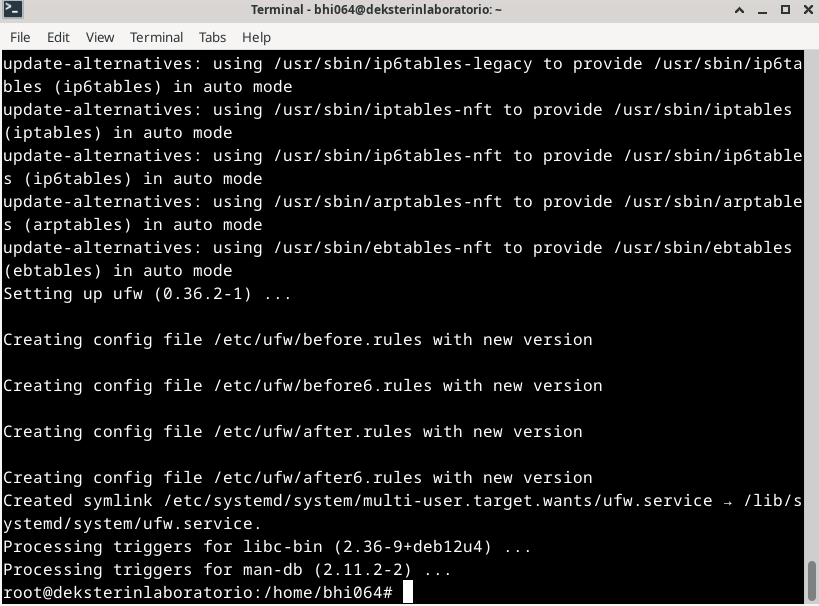 Terminal - bhi064@deksterinlaboratorio: ~
File Edit View Terminal Tabs Help
update-alternatives: using /usr/sbin/ip6tables-legacy to provide /usr/sbin/ip6ta
bles (ip6tables) in auto mode
update-alternatives: using /usr/sbin/iptables-nft to provide /usr/sbin/iptables
(iptables) in auto mode
update-alternatives: using /usr/sbin/ip6tables-nft to provide /usr/sbin/ip6table
s (ip6tables) in auto mode
update-alternatives: using /usr/sbin/arptables-nft to provide /usr/sbin/arptable
s (arptables) in auto mode
update-alternatives: using /usr/sbin/ebtables-nft to provide /usr/sbin/ebtables
(ebtables) in auto mode
Setting up ufw (0.36.2-1) ...
Creating config file /etc/ufw/before.rules with new version
Creating config file /etc/ufw/before6.rules with new version
Creating config file /etc/ufw/after.rules with new version
Creating config file /etc/ufw/after6.rules with new version
Created symlink /etc/systemd/system/multi-user.target.wants/ufw.service → /lib/s
ystemd/system/ufw.service.
Processing triggers for libc-bin (2.36-9+deb12u4) ...
Processing triggers for man-db (2.11.2-2) ...
root@deksterinlaboratorio:/home/bhi064#